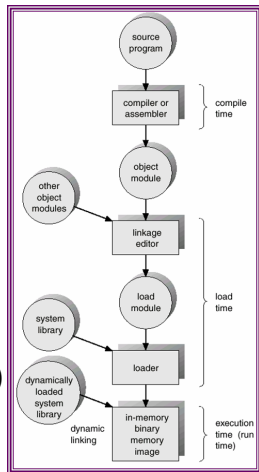 source
program
compiler or
assembler
compile
time
object
module
other
object
modules
linkage
editor
load
module
load
time
system
library
loader
dynamically
loaded
system
library
dynamic
linking
in-memory
binary
memory
image
execution
time (run
time)